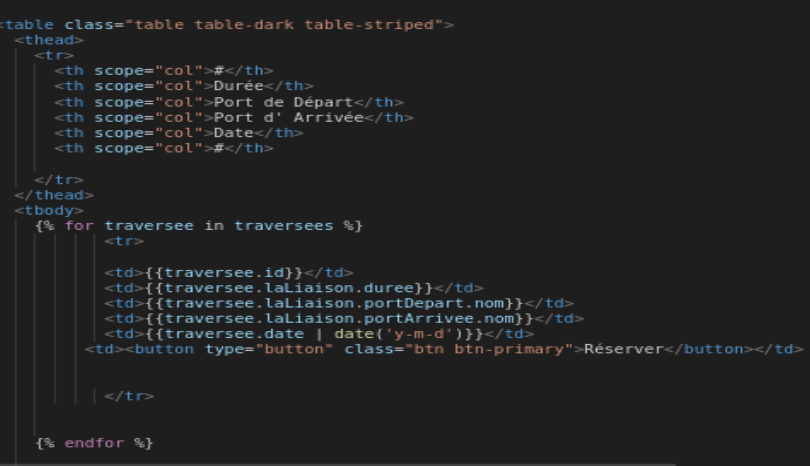 <table class="table table-dark table-striped">
<thead>
<tr>
<th scope="col">#</th>
<th scope="col">Durée</th>
<th scope="col">Port de Départ</th>
<th scope="col">Port d' Arrivée</th>
<th scope="col">Date</th>
<th scope="col">#</th>
</tr>
</thead>
<tbody>
{% for traversee in traversees %}
<tr>
<td>{{traversee.id}}</td>
<td>{{traversee.laLiaison.duree}}</td>
<td>{{traversee.laLiaison.portDepart.nom}}</td>
<td>{{traversee.laLiaison.portArrivee.nom}}</td>
<td>{{traversee.date | date('y-m-d')}}</td>
<td><button type="button" class="btn btn-primary">Réserver</button></td>
</tr>
{% endfor %}